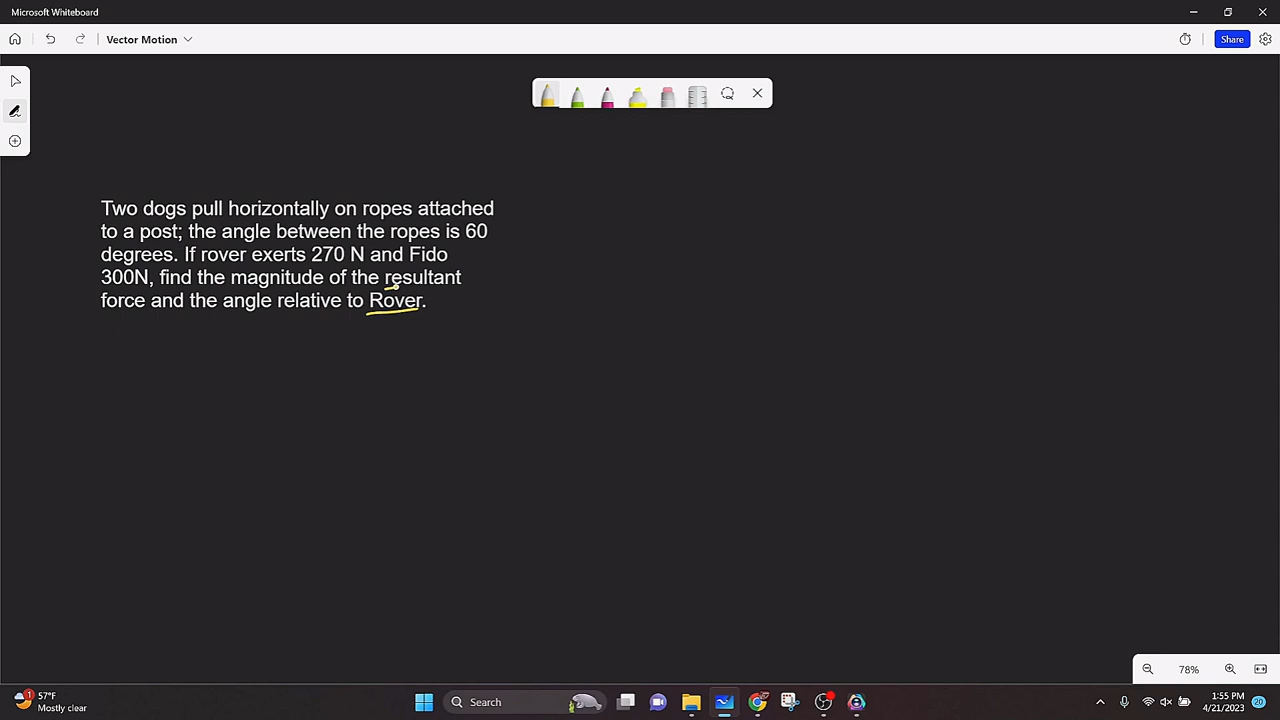 Microsoft Whiteboard
Vector Motion
Share
Two dogs pull horizontally on ropes attached
to a post; the angle between the ropes is 60
degrees. If rover exerts 270 N and Fido
300N, find the magnitude of the resultant
force and the angle relative to Rover.
78%
1
57°F
Mostly clear
Search
1:55 PM
4/21/2023
20